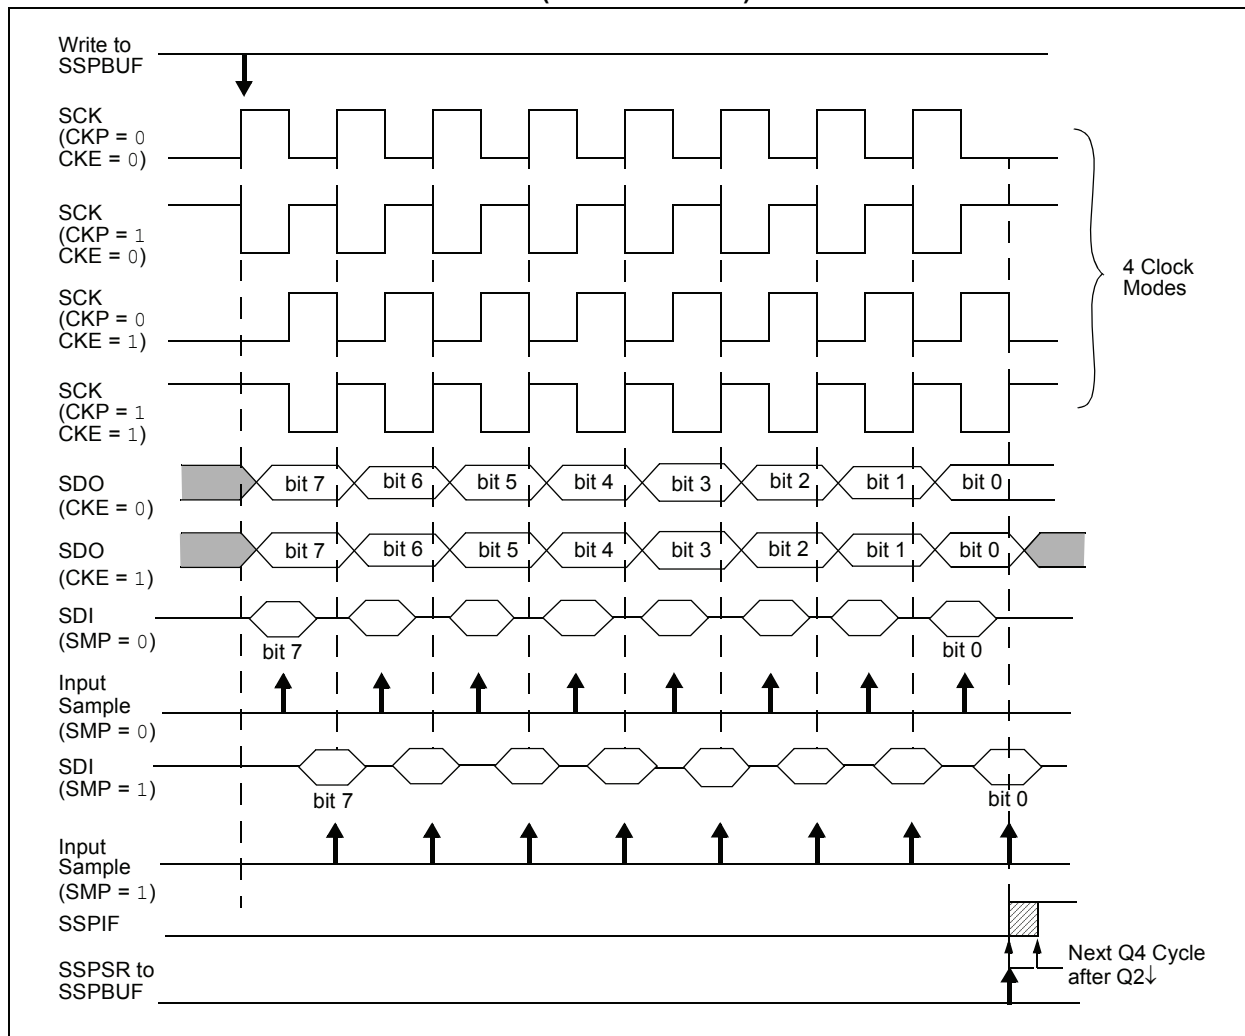 Write to
SSPBUF
SCK
(CKP = 0
CKE = 0)
SCK
(CKP = 1
CKE = 0)
SCK
(CKP = 0
CKE = 1)
4 Clock
Modes
SCK
(CKP = 1
CKE = 1)
SDO
(CKE = 0)
bit 7 bit 6 bit 5 bit 4 bit 3 bit 2 bit 1 bit 0
SDO
(CKE = 1)
bit 7 bit 6 bit 5 bit 4 bit 3 bit 2 bit 1 bit 0
SDI
(SMP = 0)
bit 7 bit 0
Input
Sample
(SMP = 0)
SDI
(SMP = 1)
bit 7 bit 0
Input
Sample
(SMP = 1)
SSPIF
Next Q4 Cycle
after Q2↓
SSPSR to
SSPBUF